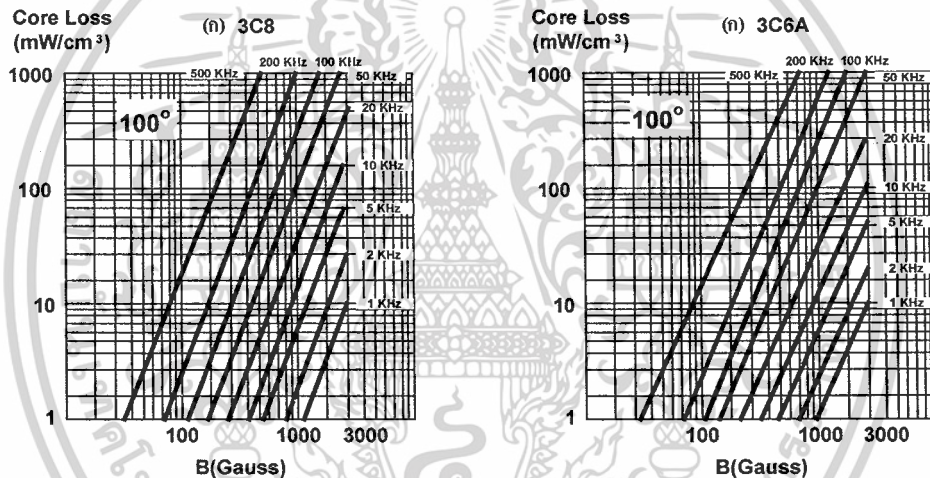 Core Loss
(mW/cm³)
(ก) 3C8
200 KHz 100 KHz
1000
500 KHz
50 KHz
100°
20 KHz
10 KHz
100
5 KHz
2 KHz
10
1 KHz
1
100
1000
3000
B(Gauss)
Core Loss
(mW/cm³)
(ก) 3C6A
200 KHz 100 KHz
1000
500 KHz
50 KHz
100°
20 KHz
100
10 KHz
5 KHz
2 KHz
10
1 KHz
1
100
1000
3000
B(Gauss)